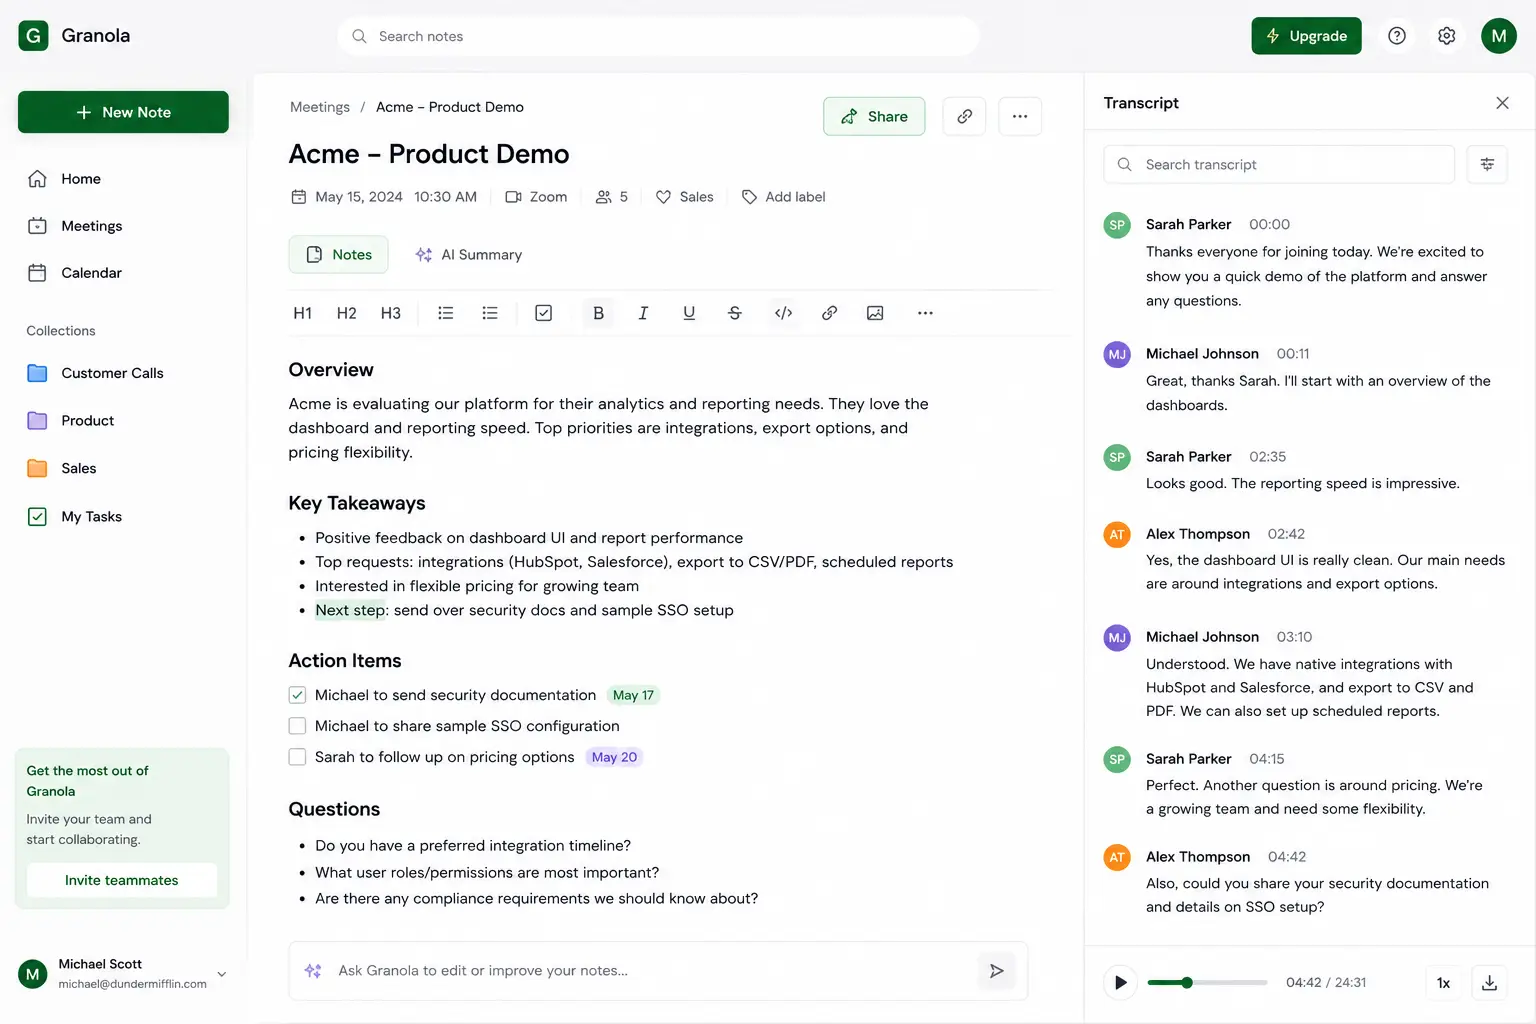 G Granola
Search notes
Upgrade
M
New Note
Home
Meetings
Calendar
Collections
Customer Calls
Product
Sales
My Tasks
Get the most out of
Granola
Invite your team and
start collaborating.
Invite teammates
M
Michael Scott
michael@dundermifflin.com
Meetings / Acme – Product Demo
Share
Acme – Product Demo
May 15, 2024 10:30 AM Zoom 5 Sales Add label
Notes AI Summary
H1 H2 H3 B I U S </>
Overview
Acme is evaluating our platform for their analytics and reporting needs. They love the
dashboard and reporting speed. Top priorities are integrations, export options, and
pricing flexibility.
Key Takeaways
• Positive feedback on dashboard UI and report performance
• Top requests: integrations (HubSpot, Salesforce), export to CSV/PDF, scheduled reports
• Interested in flexible pricing for growing team
• Next step: send over security docs and sample SSO setup
Action Items
Michael to send security documentation May 17
Michael to share sample SSO configuration
Sarah to follow up on pricing options May 20
Questions
• Do you have a preferred integration timeline?
• What user roles/permissions are most important?
• Are there any compliance requirements we should know about?
Ask Granola to edit or improve your notes...
Transcript
Search transcript
SP Sarah Parker 00:00
Thanks everyone for joining today. We're excited to
show you a quick demo of the platform and answer
any questions.
MJ Michael Johnson 00:11
Great, thanks Sarah. I'll start with an overview of the
dashboards.
SP Sarah Parker 02:35
Looks good. The reporting speed is impressive.
AT Alex Thompson 02:42
Yes, the dashboard UI is really clean. Our main needs
are around integrations and export options.
MJ Michael Johnson 03:10
Understood. We have native integrations with
HubSpot and Salesforce, and export to CSV and
PDF. We can also set up scheduled reports.
SP Sarah Parker 04:15
Perfect. Another question is around pricing. We're
a growing team and need some flexibility.
AT Alex Thompson 04:42
Also, could you share your security documentation
and details on SSO setup?
04:42 / 24:31 1x